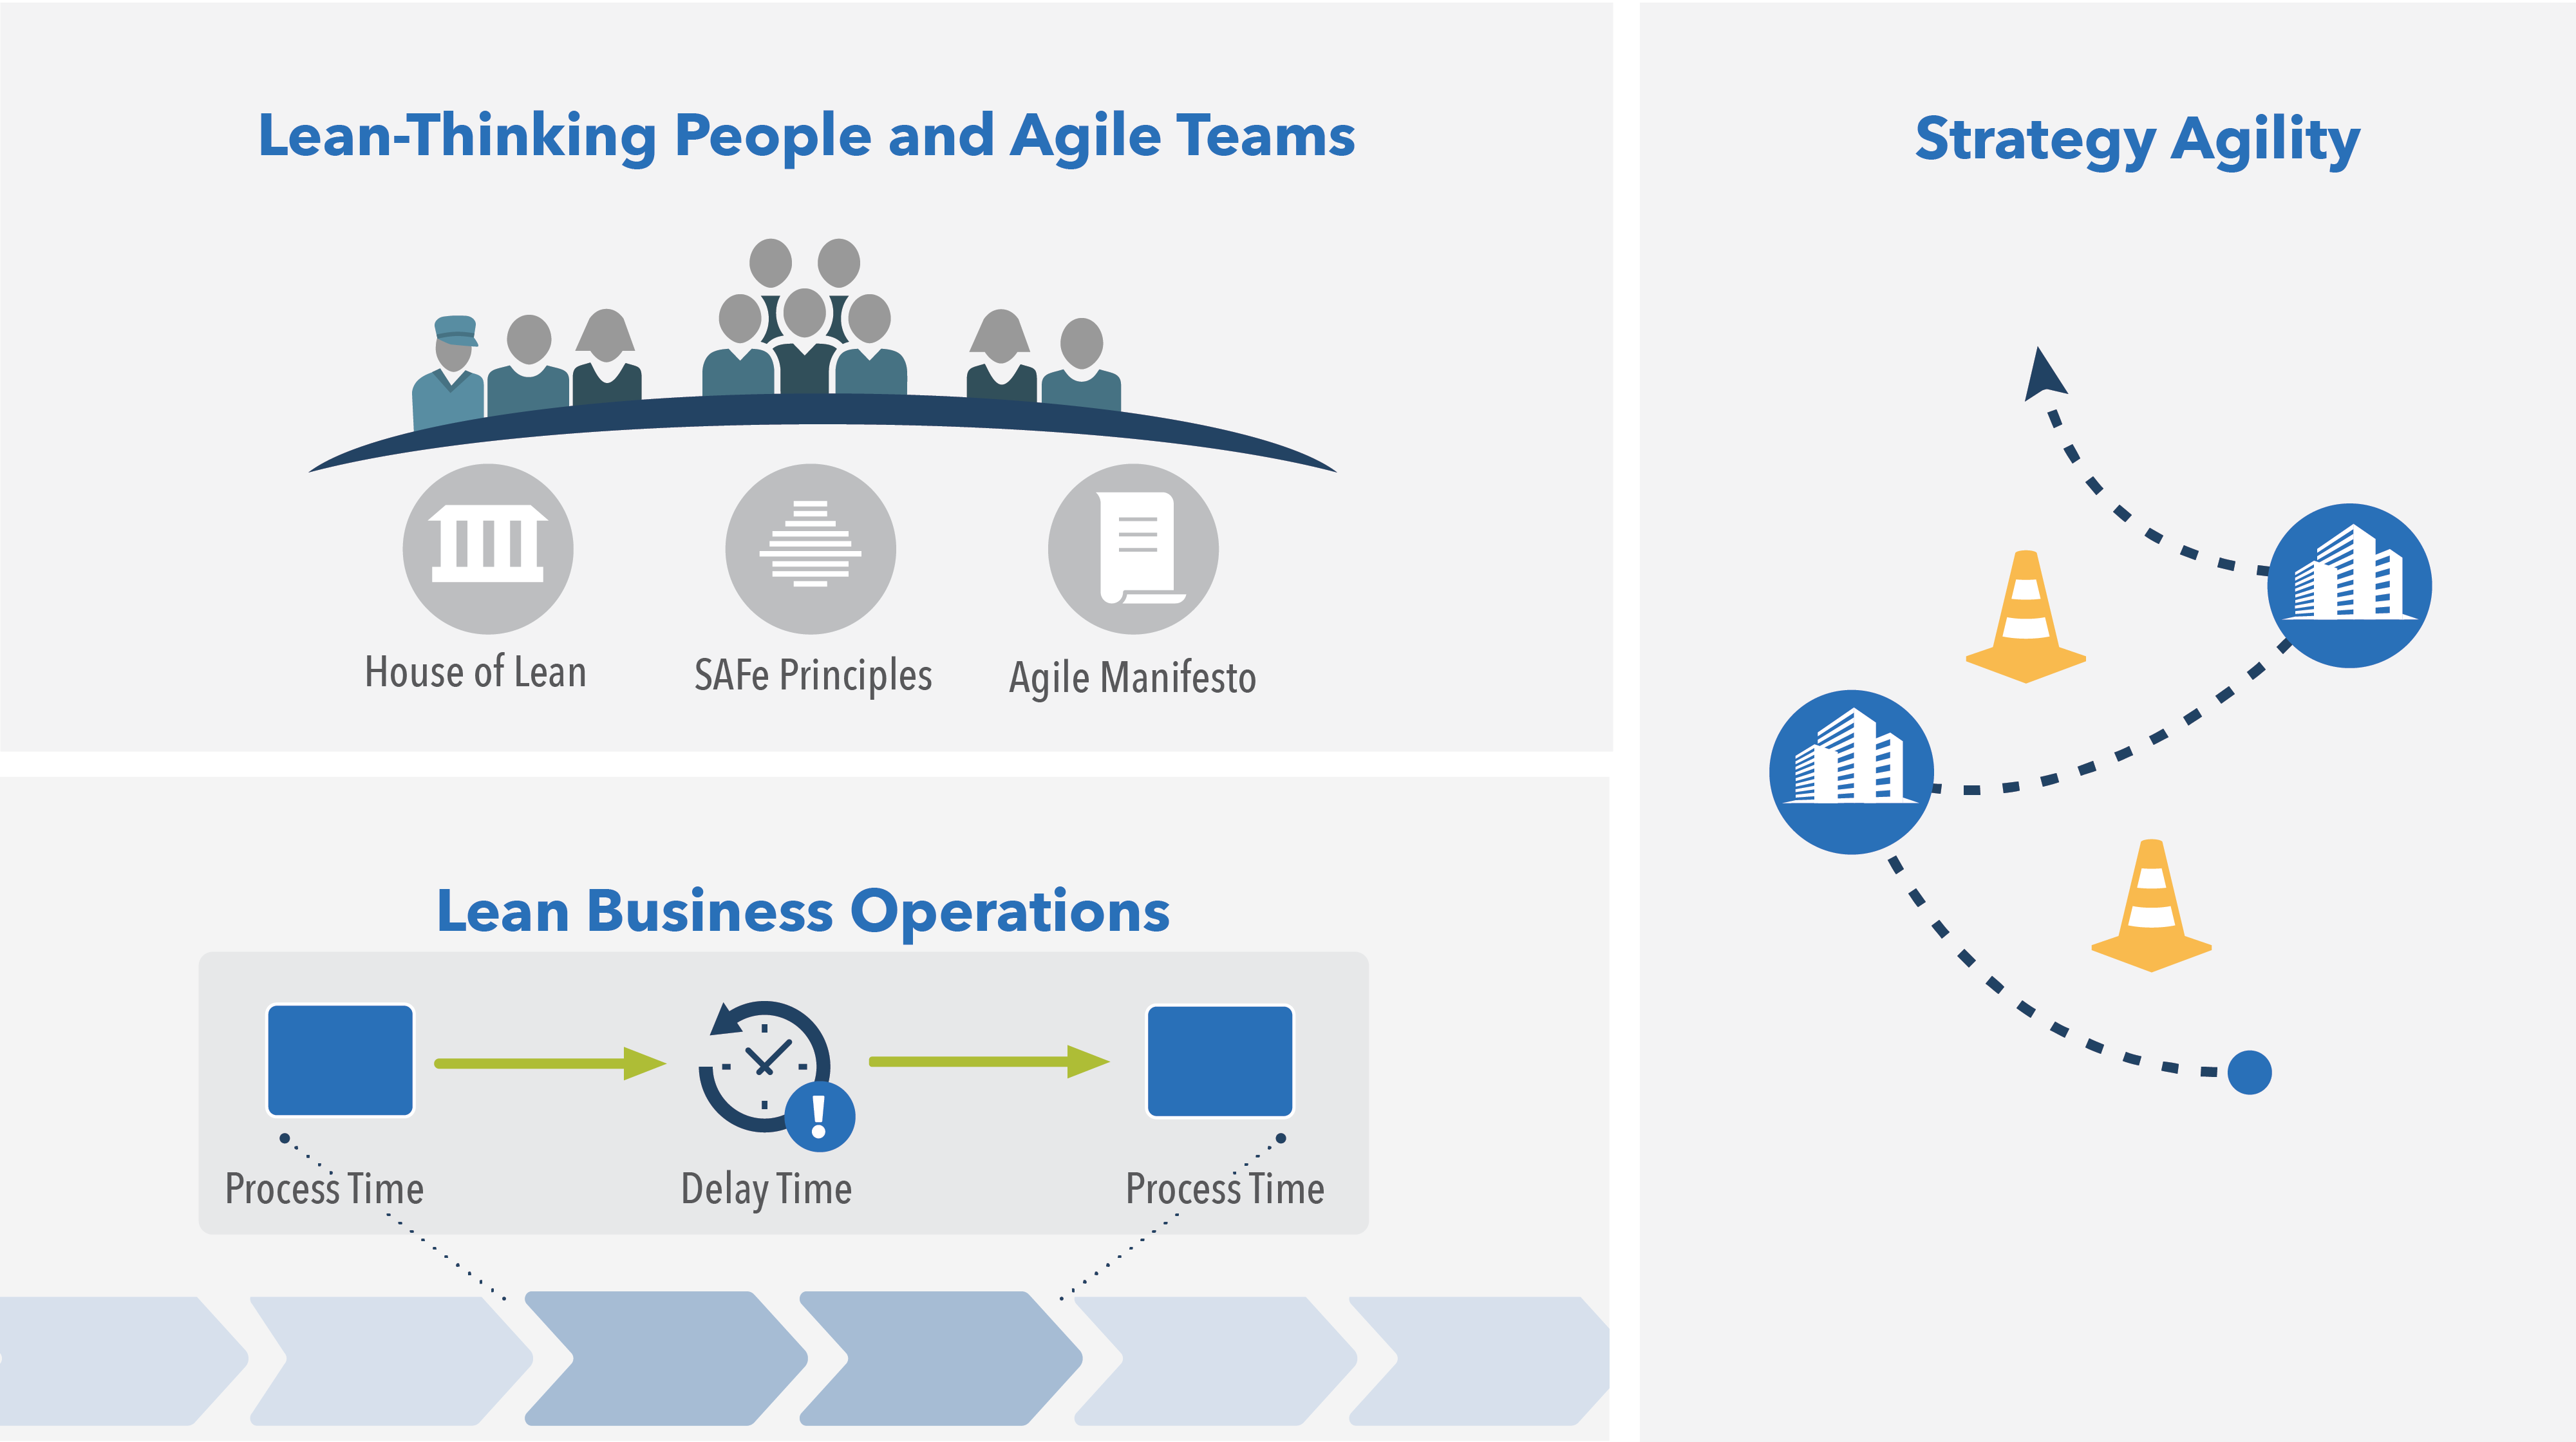 Lean-Thinking People and Agile Teams
House of Lean
SAFe Principles
Agile Manifesto
Lean Business Operations
Process Time
Delay Time
Process Time
Strategy Agility